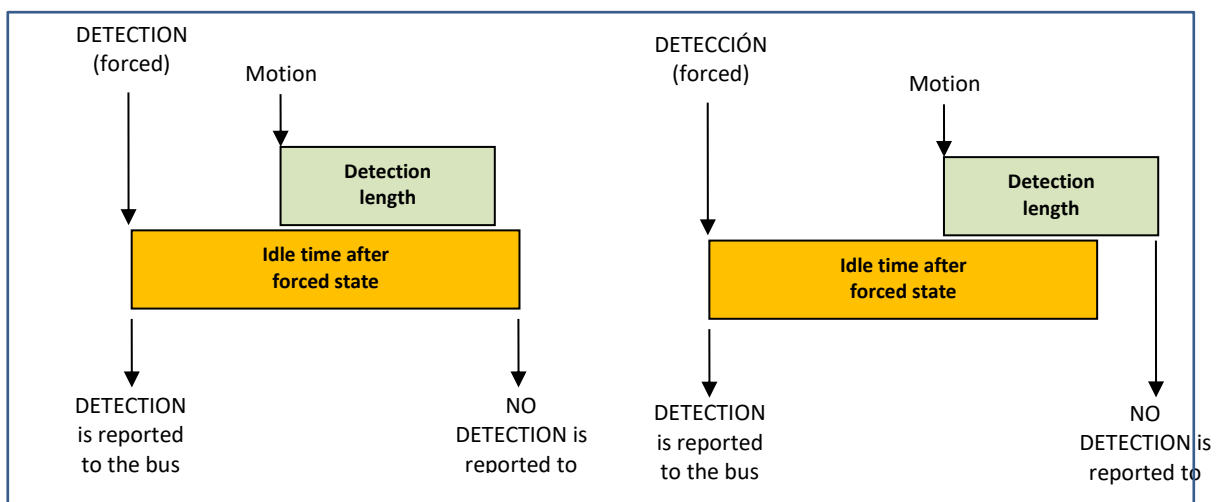 DETECTION
(forced)
Motion
Detection
length
Idle time after
forced state
DETECTION
is reported
to the bus
NO
DETECTION is
reported to
DETECCIÓN
(forced)
Motion
Detection
length
Idle time after
forced state
DETECTION
is reported
to the bus
NO
DETECTION is
reported to